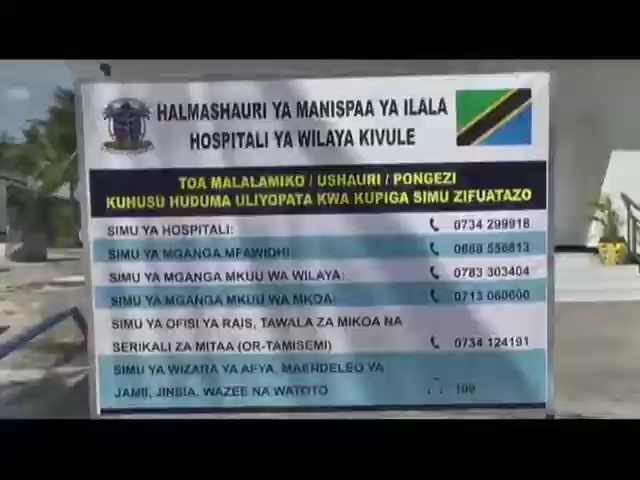 HALMASHAURI YA MANISPAA YA ILALA
HOSPITALI YA WILAYA KIVULE
TOA MALALAMIKO / USHAURI / PONGEZI
KUHUSU HUDUMA ULIYOPATA KWA KUPIGA SIMU ZIFUATAZO
SIMU YA HOSPITALI: 0734 299918
SIMU YA MGANGA MFAWIDHI:
SIMU YA MGANGA MKUU WA WILAYA: 0783 303404
SIMU YA MGANGA MKUU WA MKOA: 0713 060600
SIMU YA OFISI YA RAIS, TAWALA ZA MIKOA NA
SERIKALI ZA MITAA (OR-TAMISEMI) 0734 124191
SIMU YA WIZARA YA AFYA, MAENDELEO YA
JAMII, JINSIA, WAZEE NA WATOTO